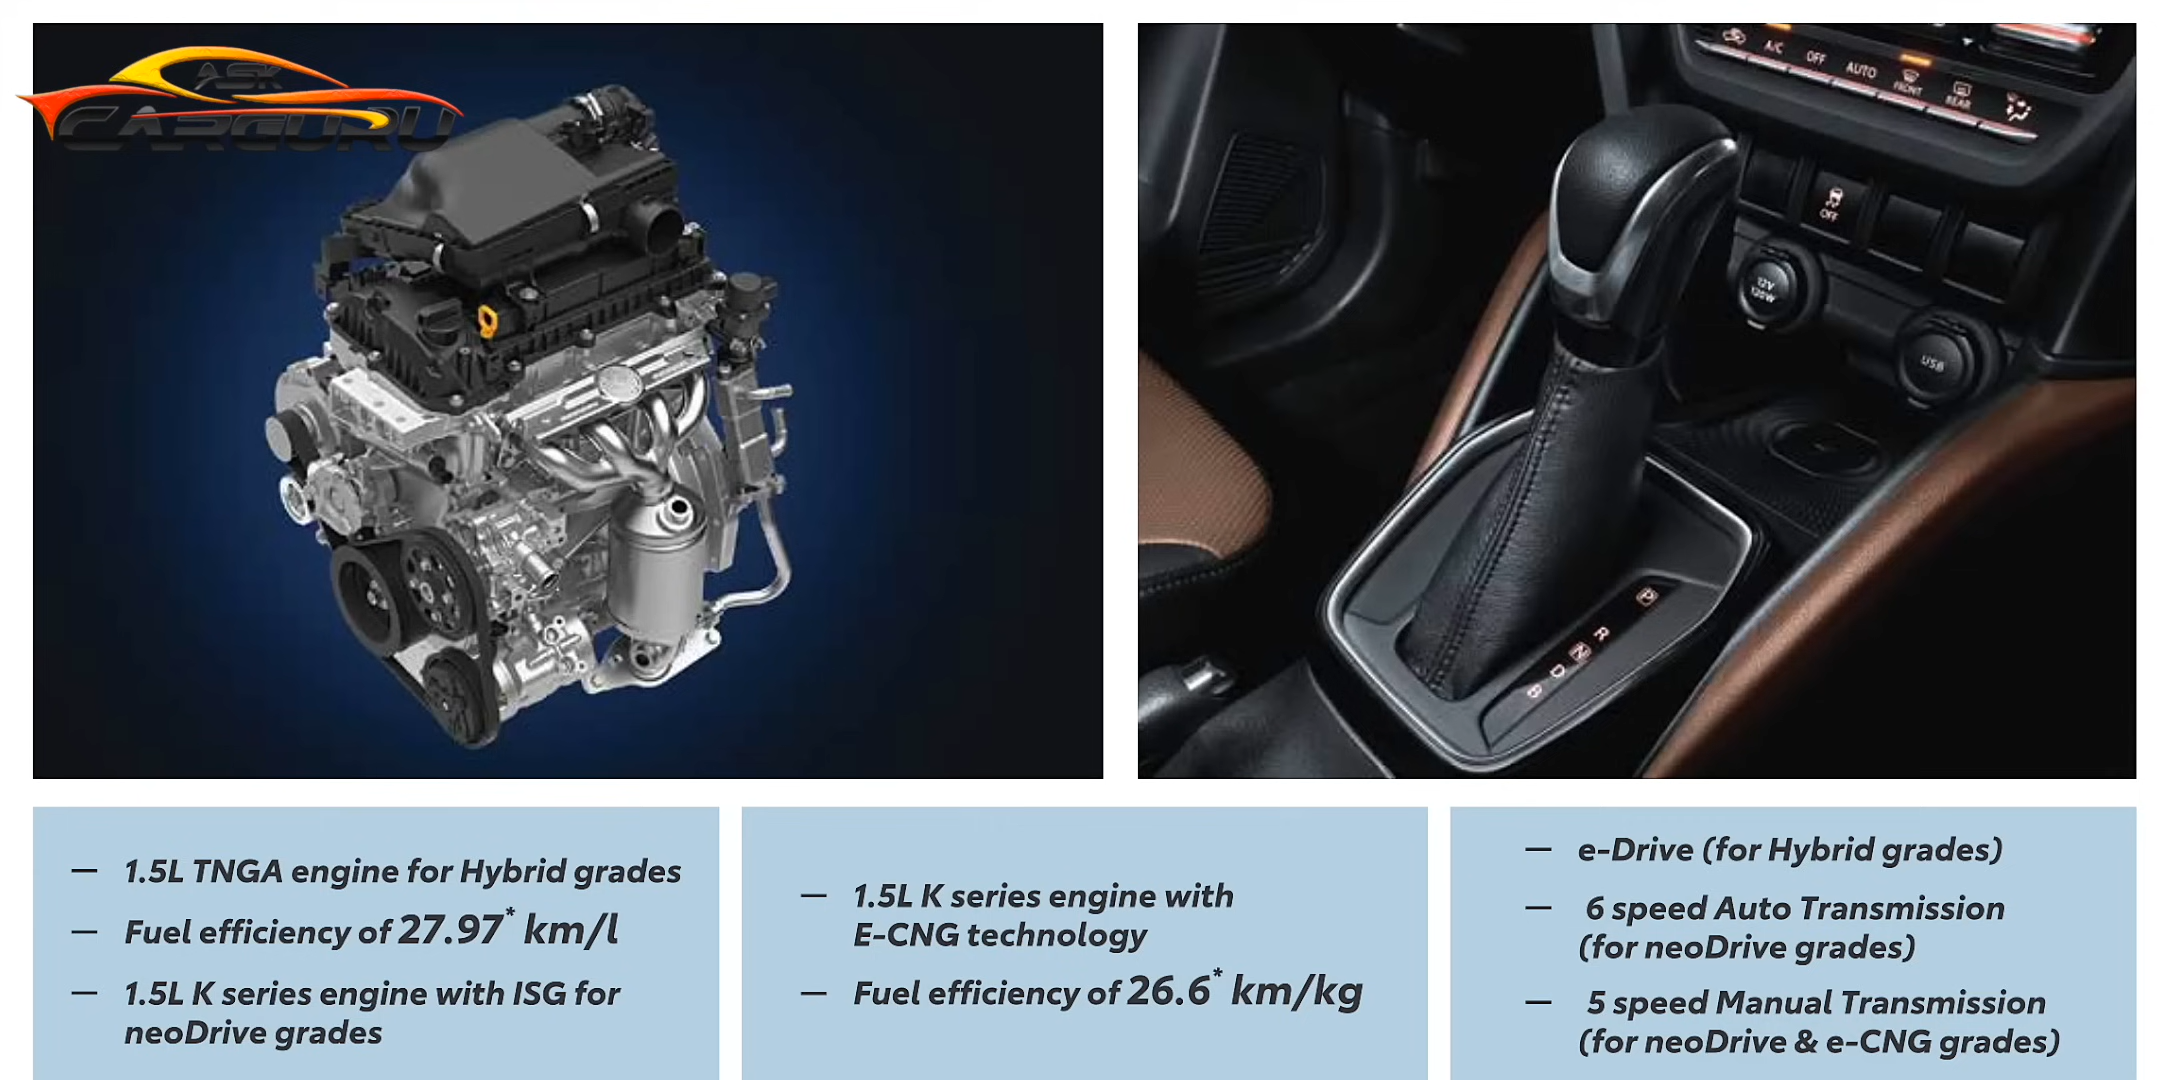 ASK
CARGURU
A/C
OFF
AUTO
FRONT
REAR
OFF
12V
120W
USB
P
R
N
D
B
— 1.5L TNGA engine for Hybrid grades
— Fuel efficiency of 27.97* km/l
— 1.5L K series engine with ISG for
neoDrive grades
— 1.5L K series engine with
E-CNG technology
— Fuel efficiency of 26.6* km/kg
— e-Drive (for Hybrid grades)
— 6 speed Auto Transmission
(for neoDrive grades)
— 5 speed Manual Transmission
(for neoDrive & e-CNG grades)